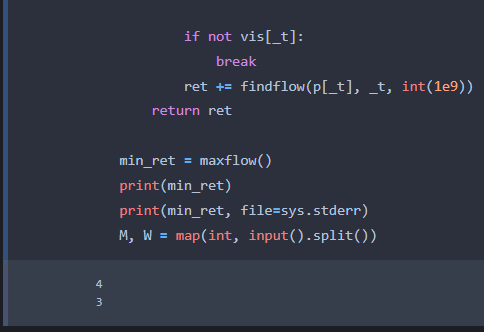 if not vis[_t]:
break
ret += findflow(p[_t], _t, int(1e9))
return ret
min_ret = maxflow()
print(min_ret)
print(min_ret, file=sys.stderr)
M, W = map(int, input().split())
4
3